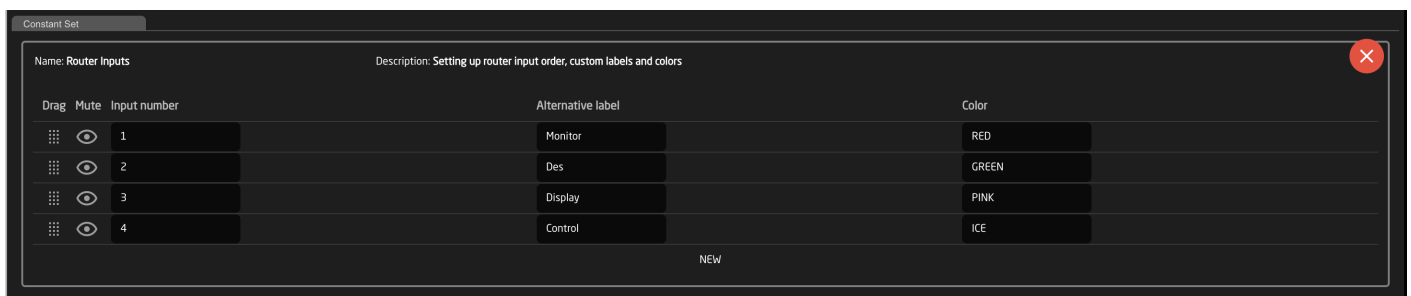 Constant Set
Name: Router Inputs Description: Setting up router input order, custom labels and colors
Drag Mute Input number Alternative label Color
1 Monitor RED
2 Des GREEN
3 Display PINK
4 Control ICE
NEW